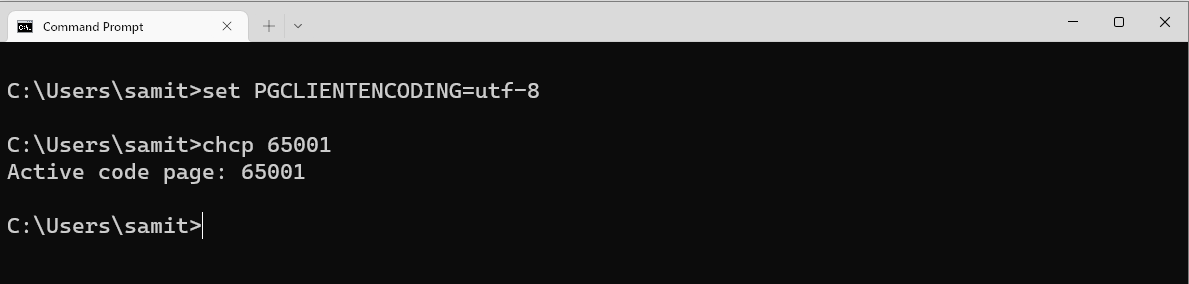 Command Prompt
C:\Users\samit>set PGCLIENTENCODING=utf-8
C:\Users\samit>chcp 65001
Active code page: 65001
C:\Users\samit>